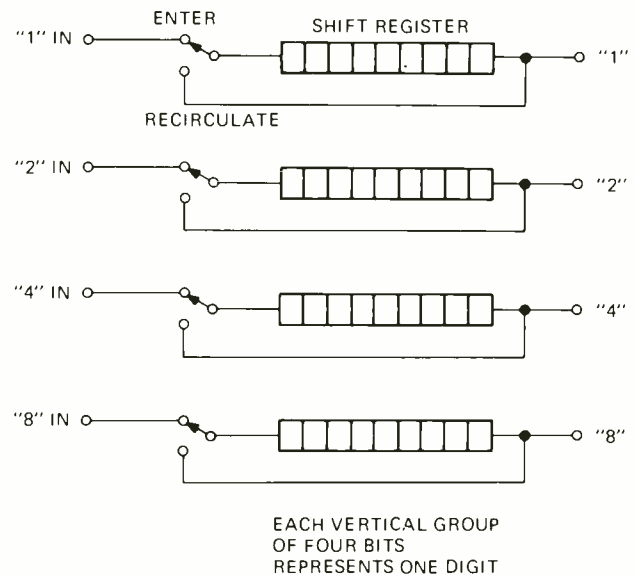 ENTER
SHIFT REGISTER
"1" IN
"1"
RECIRCULATE
"2" IN
"2"
"4" IN
"4"
"8" IN
"8"
EACH VERTICAL GROUP
OF FOUR BITS
REPRESENTS ONE DIGIT